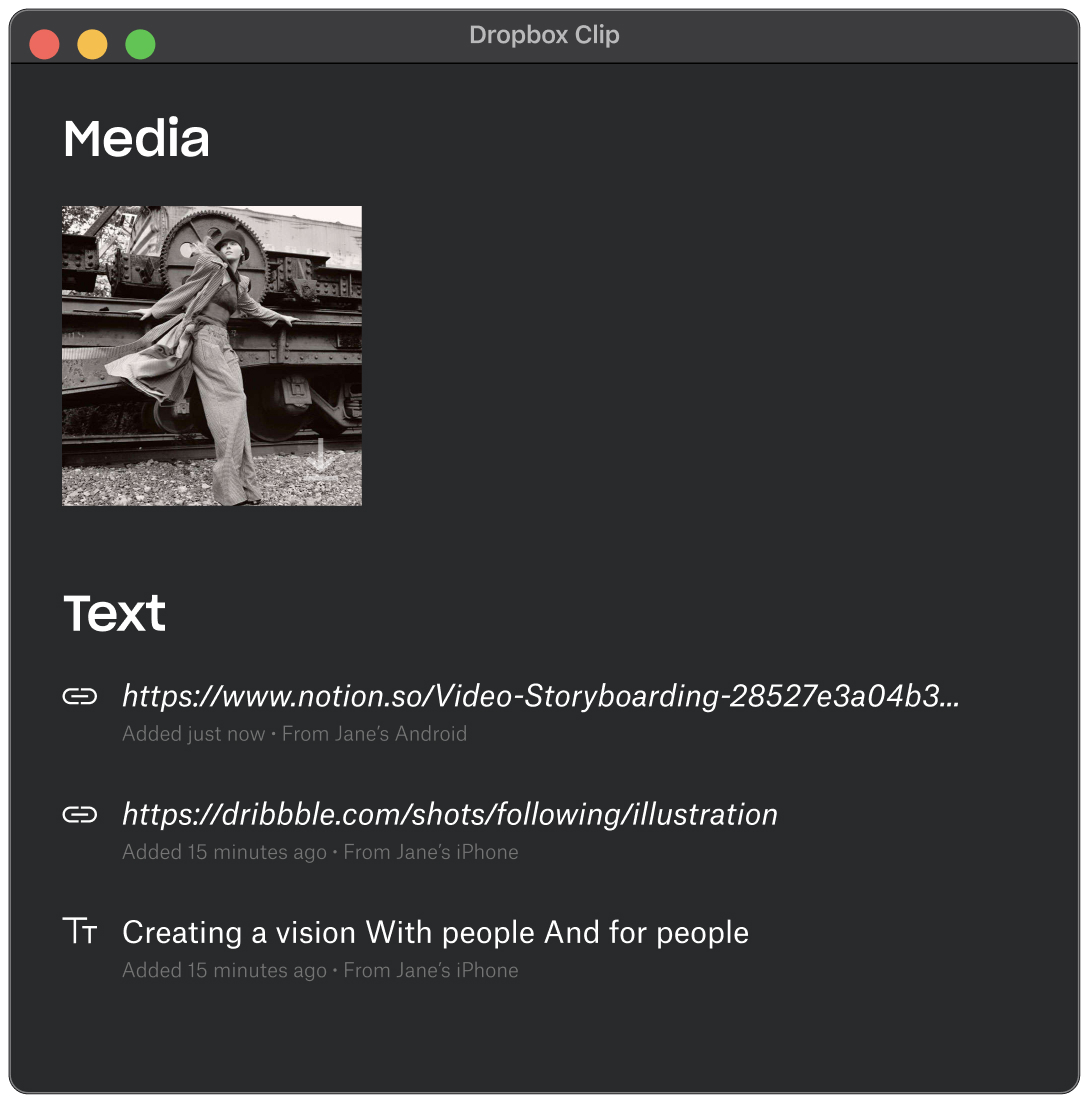 Dropbox Clip
Media
Text
https://www.notion.so/Video-Storyboarding-28527e3a04b3...
Added just now • From Jane’s Android
https://dribbble.com/shots/following/illustration
Added 15 minutes ago • From Jane’s iPhone
Creating a vision With people And for people
Added 15 minutes ago • From Jane’s iPhone